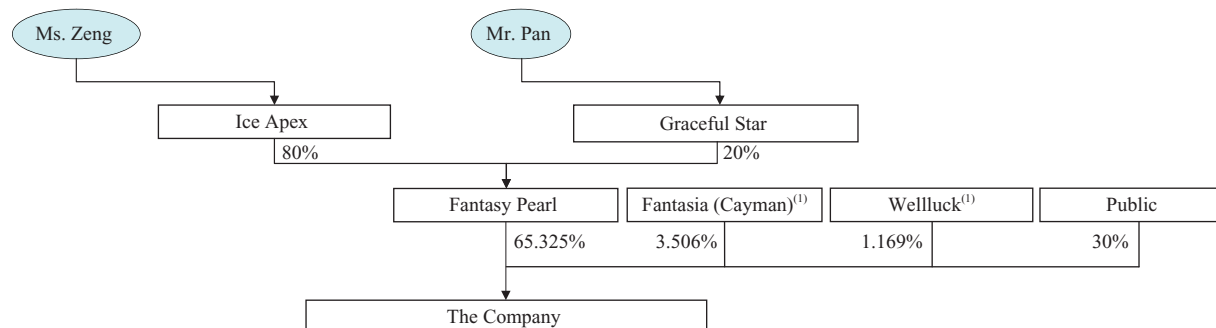 Ms. Zeng
Mr. Pan
Ice Apex
Graceful Star
80%
20%
Fantasy Pearl
Fantasia (Cayman)(1)
Wellluck(1)
Public
65.325%
3.506%
1.169%
30%
The Company